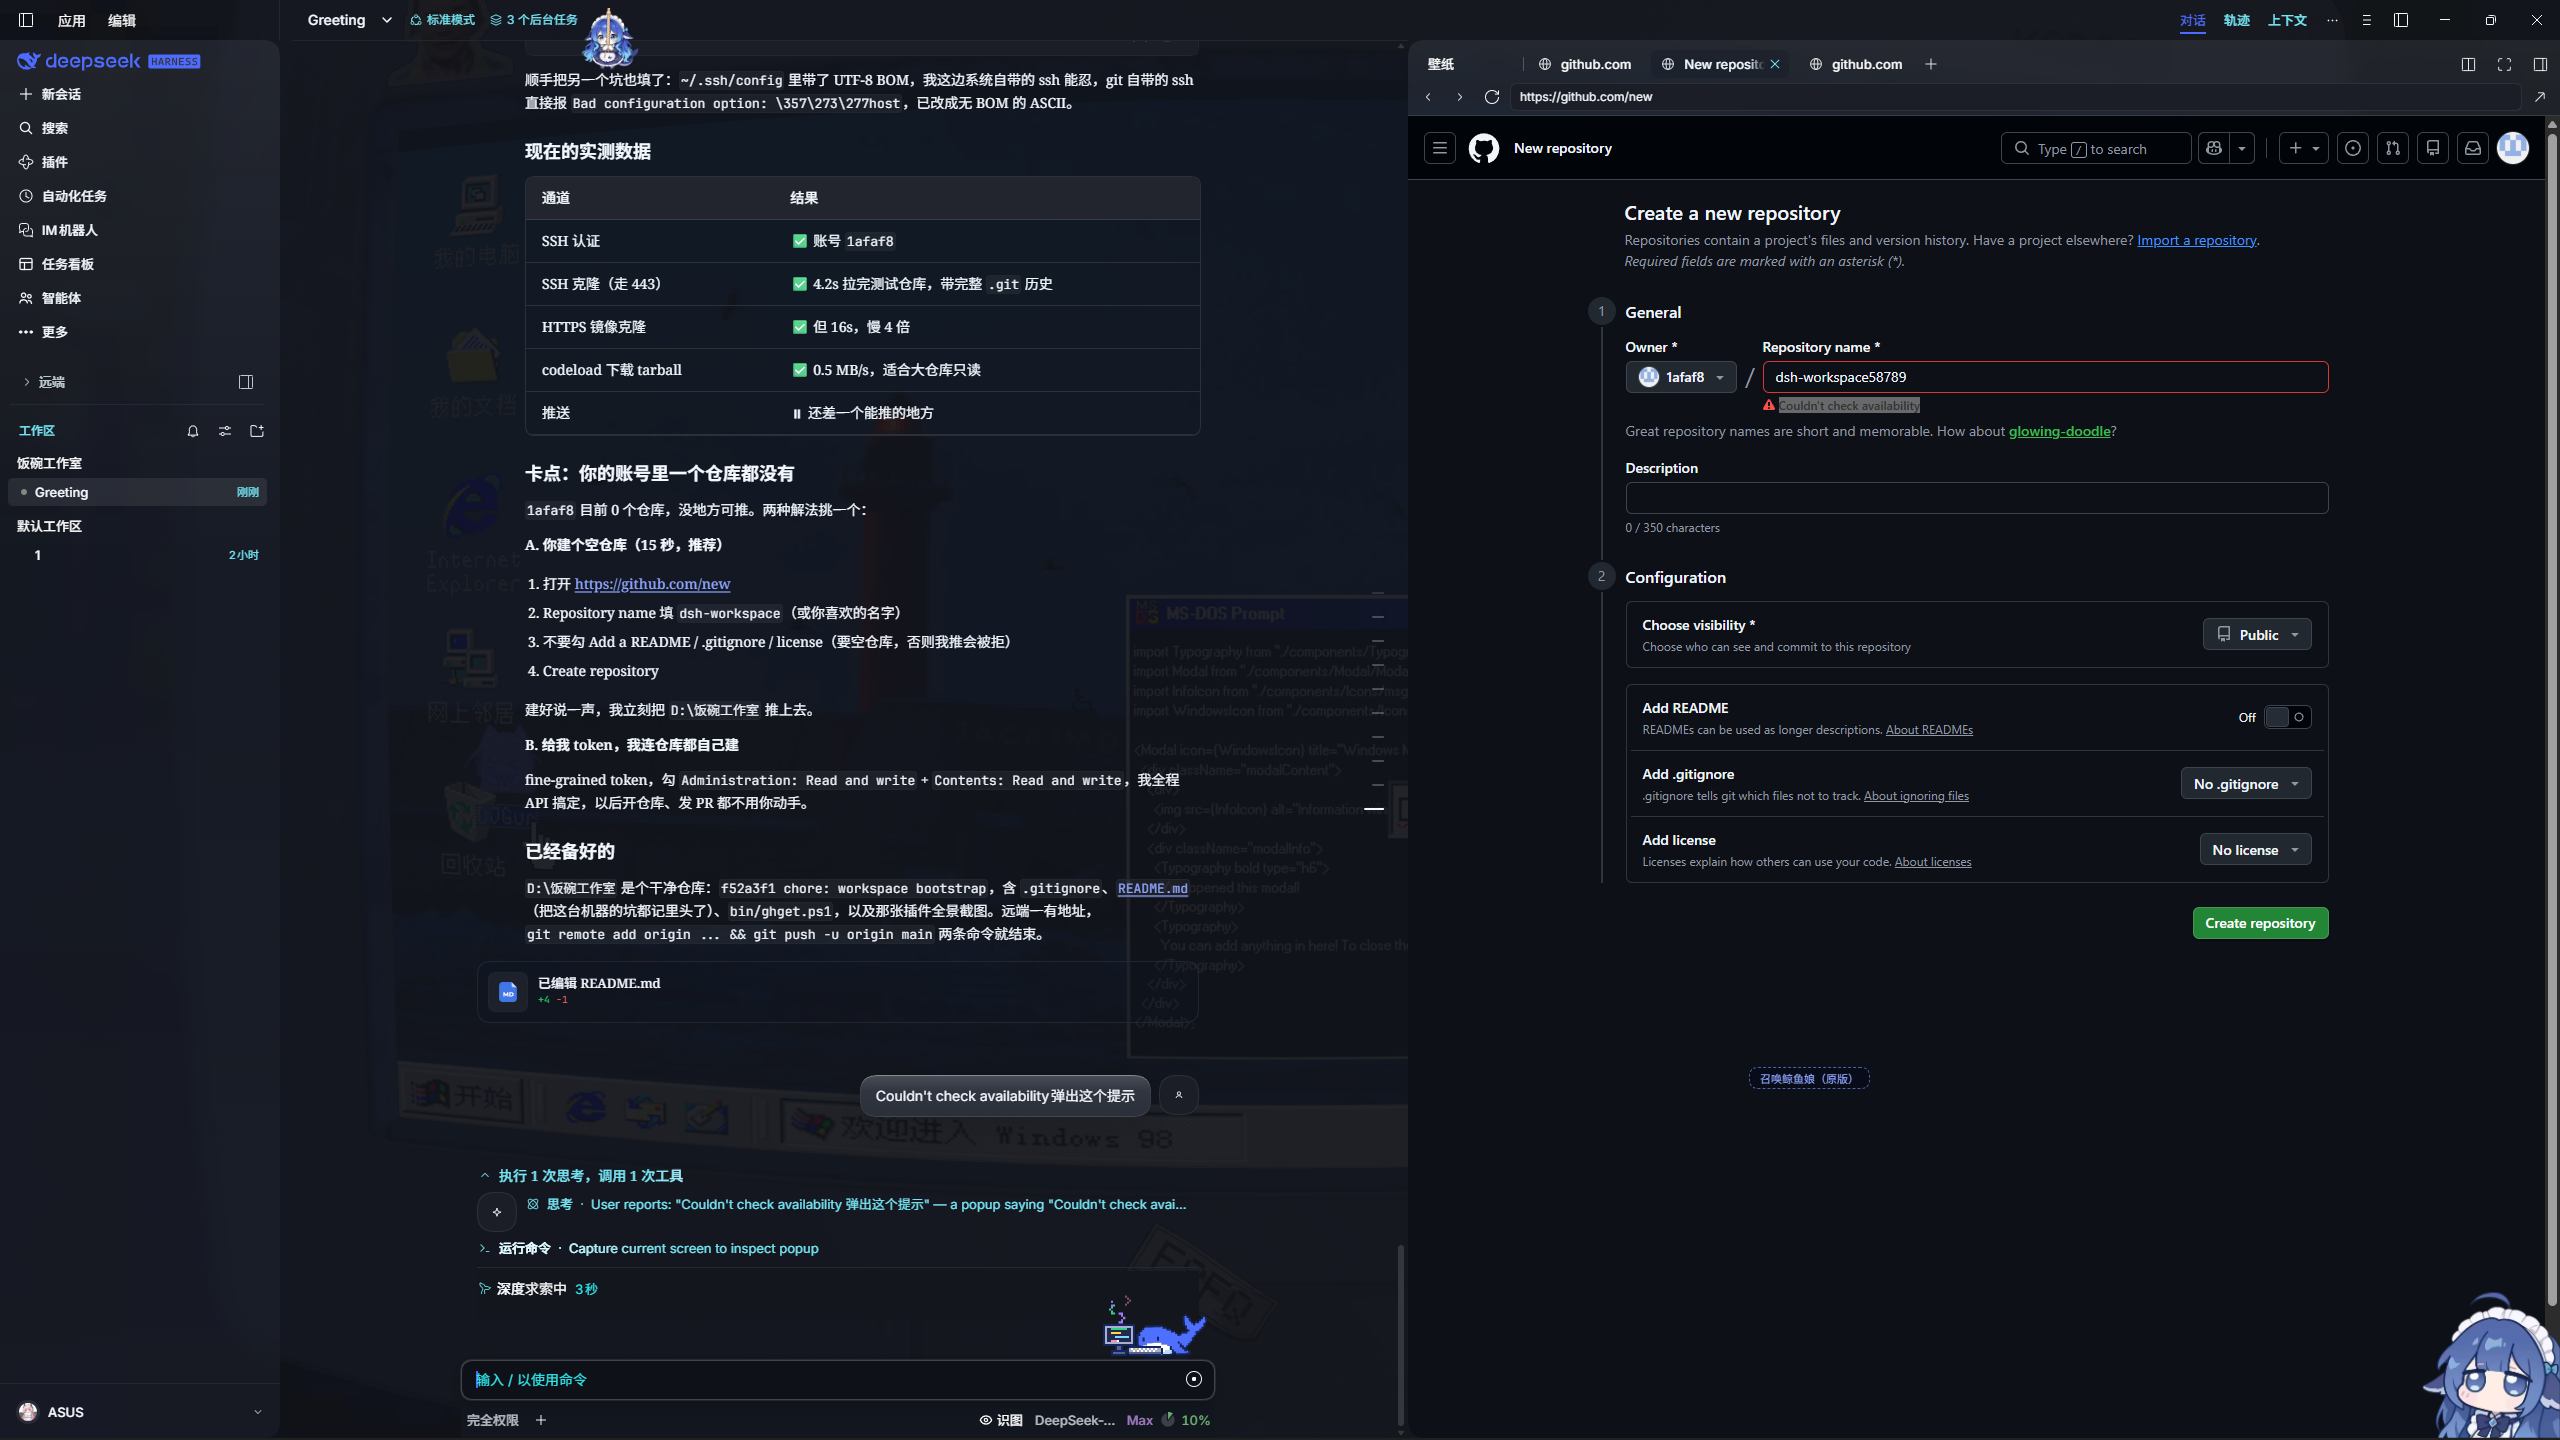 应用 编辑
deepseek HARNESS
新会话
搜索
插件
自动化任务
IM机器人
任务看板
智能体
更多
远端
工作区
饭碗工作室
Greeting 刚刚
默认工作区
1 2小时
ASUS
Greeting 标准模式 3 个后台任务
对话 轨迹 上下文
顺手把另一个坑也填了：~/.ssh/config 里带了 UTF-8 BOM，我这边系统自带的 ssh 能忍，git 自带的 ssh
直接报 Bad configuration option: \357\273\277host，已改成无 BOM 的 ASCII。
现在的实测数据
通道 结果
SSH 认证 ✅ 账号 1afaf8
SSH 克隆（走 443） ✅ 4.2s 拉完测试仓库，带完整 .git 历史
HTTPS 镜像克隆 ✅ 但 16s，慢 4 倍
codeload 下载 tarball ✅ 0.5 MB/s，适合大仓库只读
推送 ⏸ 还差一个能推的地方
卡点：你的账号里一个仓库都没有
1afaf8 目前 0 个仓库，没地方可推。两种解法挑一个：
A. 你建个空仓库（15 秒，推荐）
1. 打开 https://github.com/new
2. Repository name 填 dsh-workspace（或你喜欢的名字）
3. 不要勾 Add a README / .gitignore / license（要空仓库，否则我推会被拒）
4. Create repository
建好说一声，我立刻把 D:\饭碗工作室 推上去。
B. 给我 token，我连仓库都自己建
fine-grained token，勾 Administration: Read and write + Contents: Read and write，我全程
API 搞定，以后开仓库、发 PR 都不用你动手。
已经备好的
D:\饭碗工作室 是个干净仓库：f52a3f1 chore: workspace bootstrap，含 .gitignore、README.md
（把这台机器的坑都记里头了）、bin/ghget.ps1，以及那张插件全景截图。远端一有地址，
git remote add origin ... && git push -u origin main 两条命令就结束。
已编辑 README.md
+4 -1
Couldn't check availability弹出这个提示
执行 1 次思考，调用 1 次工具
思考 · User reports: "Couldn't check availability 弹出这个提示" — a popup saying "Couldn't check avai...
运行命令 · Capture current screen to inspect popup
深度求索中 3秒
输入 / 以使用命令
完全权限 识图 DeepSeek-... Max 10%
我的电脑
我的文档
Internet
Explorer
网上邻居
回收站
MS-DOS Prompt
开始
欢迎进入 Windows 98
壁纸 github.com New reposit github.com
https://github.com/new
New repository
Type / to search
Create a new repository
Repositories contain a project's files and version history. Have a project elsewhere? Import a repository.
Required fields are marked with an asterisk (*).
1 General
Owner * Repository name *
1afaf8 / dsh-workspace58789
Couldn't check availability
Great repository names are short and memorable. How about glowing-doodle?
Description
0 / 350 characters
2 Configuration
Choose visibility *
Choose who can see and commit to this repository
Public
Add README
READMEs can be used as longer descriptions. About READMEs
Off
Add .gitignore
.gitignore tells git which files not to track. About ignoring files
No .gitignore
Add license
Licenses explain how others can use your code. About licenses
No license
Create repository
召唤鲸鱼娘（原版）